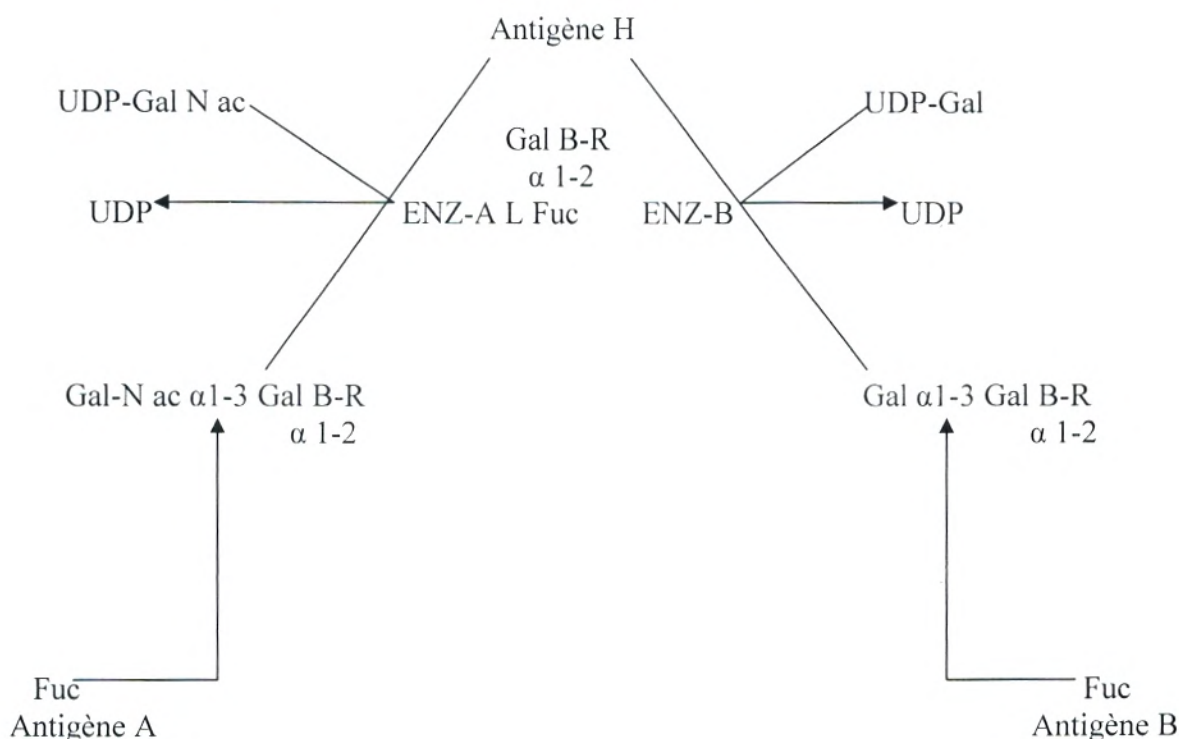 Antigène H
UDP-Gal N ac
UDP-Gal
Gal B-R
α 1-2
UDP
ENZ-A L Fuc
ENZ-B
UDP
Gal-N ac α1-3 Gal B-R
α 1-2
Gal α1-3 Gal B-R
α 1-2
Fuc
Antigène A
Fuc
Antigène B